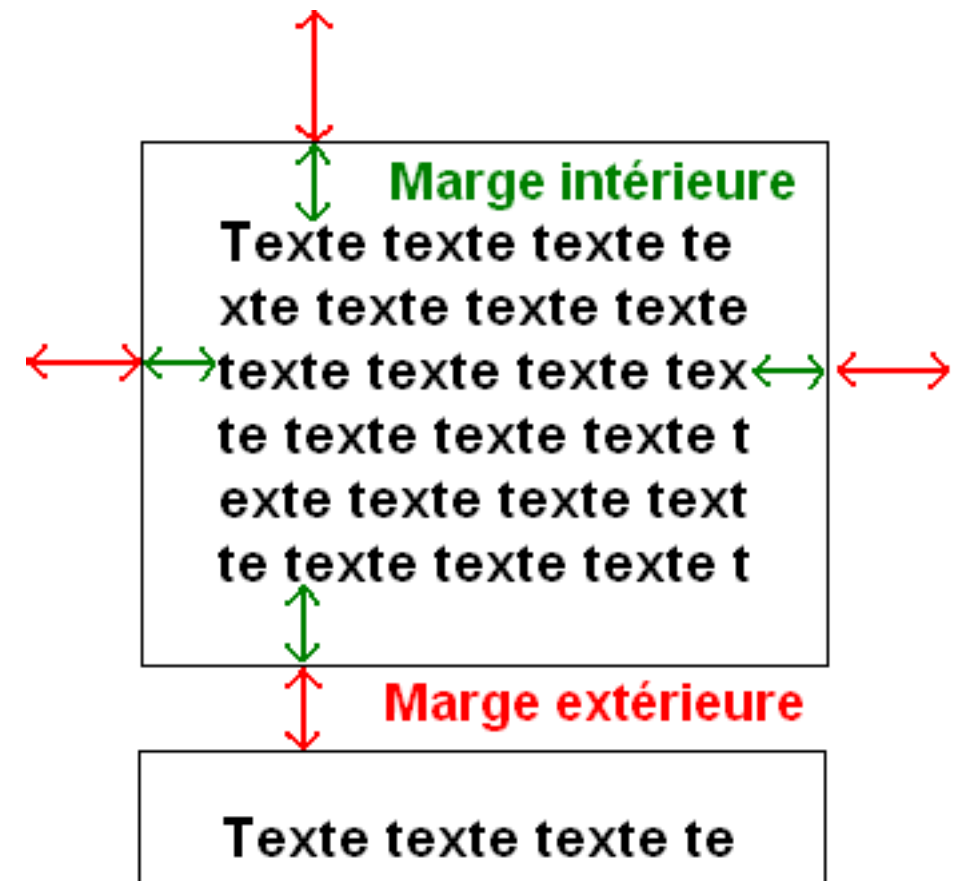 Marge intérieure
Texte texte texte te
xte texte texte texte
texte texte texte tex
te texte texte texte t
exte texte texte text
te texte texte texte t
Marge extérieure
Texte texte texte te